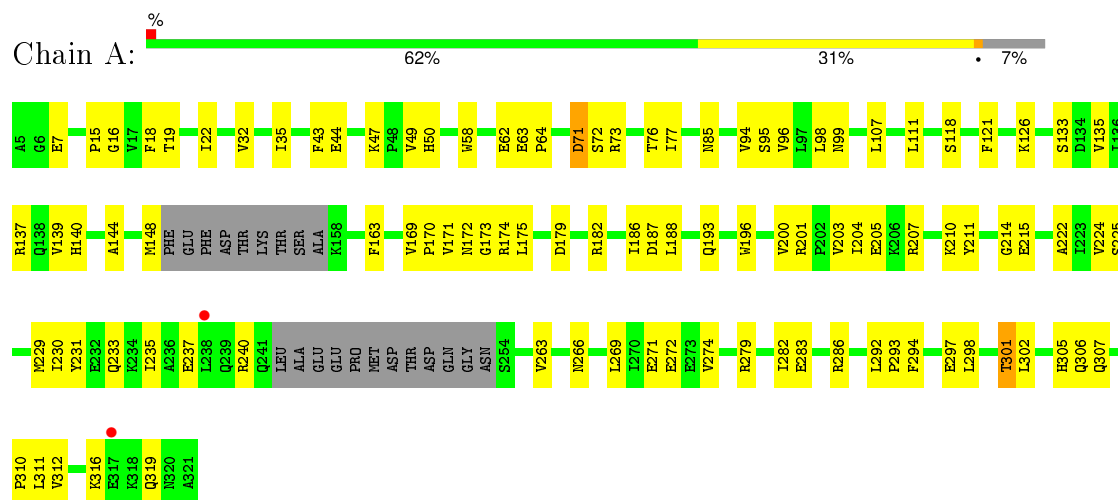 %
Chain A:
62% 31% • 7%
A5 G6 E7 P15 G16 V17 F18 T19 I22 V32 I35 F43 E44 K47 P48 V49 H50 W58 E62 E63 P64 D71 S72 R73 T76 I77 N85 V94 S95 V96 L97 L98 N99 L107 L111 S118 F121 K126 S133 D134 V135 I136
R137 Q138 V139 H140 A144 M148 PHE GLU PHE ASP THR LYS THR SER ALA K158 F163 V169 P170 V171 N172 G173 R174 L175 D179 R182 I186 D187 L188 Q193 W196 V200 R201 P202 V203 I204 E205 K206 R207 K210 Y211 G214 E215 A222 I223 V224 S225
M229 I230 Y231 E232 Q233 K234 I235 A236 E237 L238 Q239 R240 Q241 LEU ALA GLU GLU PRO MET ASP THR ASP GLN GLY ASN S254 V263 N266 L269 I270 E271 E272 E273 V274 R279 I282 E283 R286 L292 P293 F294 E297 L298 T301 L302 H305 Q306 Q307
P310 L311 V312 K316 E317 K318 Q319 N320 A321